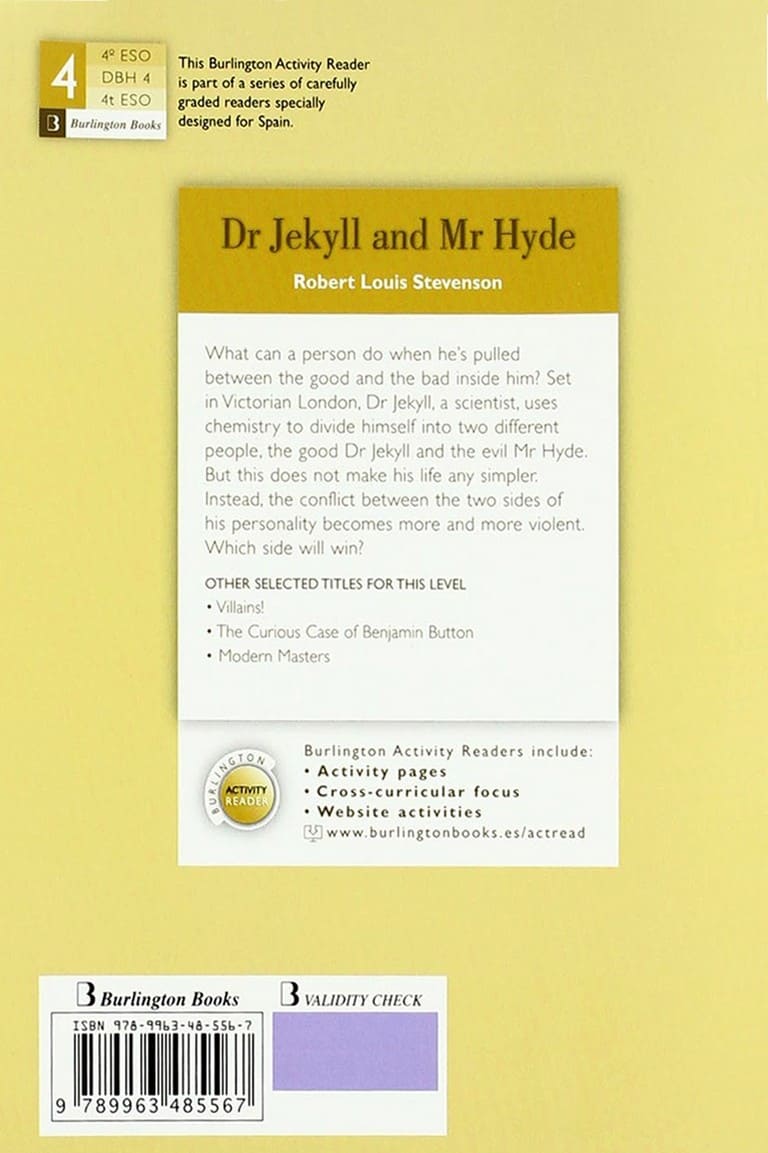 4
4º ESO
DBH 4
4t ESO
B Burlington Books
This Burlington Activity Reader
is part of a series of carefully
graded readers specially
designed for Spain.
Dr Jekyll and Mr Hyde
Robert Louis Stevenson
What can a person do when he's pulled
between the good and the bad inside him? Set
in Victorian London, Dr Jekyll, a scientist, uses
chemistry to divide himself into two different
people, the good Dr Jekyll and the evil Mr Hyde.
But this does not make his life any simpler.
Instead, the conflict between the two sides of
his personality becomes more and more violent.
Which side will win?
OTHER SELECTED TITLES FOR THIS LEVEL
• Villains!
• The Curious Case of Benjamin Button
• Modern Masters
BURLINGTON
ACTIVITY
READER
Burlington Activity Readers include:
• Activity pages
• Cross-curricular focus
• Website activities
www.burlingtonbooks.es/actread
B Burlington Books
B VALIDITY CHECK
ISBN 978-9963-48-556-7
9 789963 485567